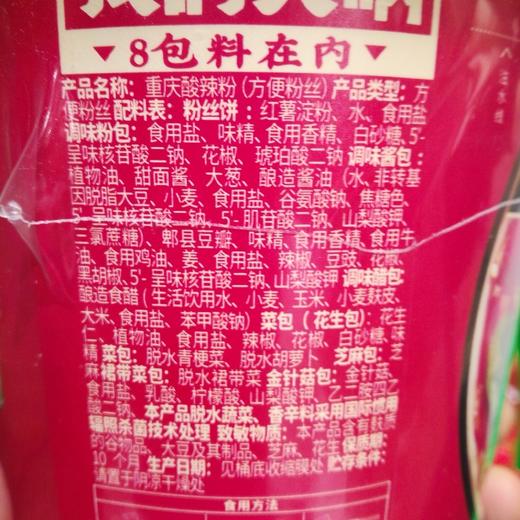 8包料在内
产品名称：重庆酸辣粉(方便粉丝) 产品类型：方
便粉丝 配料表：粉丝饼：红薯淀粉、水、食用盐
调味粉包：食用盐、味精、食用香精、白砂糖、5'-
呈味核苷酸二钠、花椒、琥珀酸二钠 调味酱包：
植物油、甜面酱、大葱、酿造酱油(水、非转基
因脱脂大豆、小麦、食用盐、谷氨酸钠、焦糖色、
5'-呈味核苷酸二钠、5'-肌苷酸二钠、山梨酸钾、
三氯蔗糖)、郫县豆瓣、味精、食用香精、食用牛
油、食用鸡油、姜、食用盐、辣椒、豆豉、花椒、
黑胡椒、5'-呈味核苷酸二钠、山梨酸钾 调味醋包：
酿造食醋(生活饮用水、小麦、玉米、小麦麸皮、
大米、食用盐、苯甲酸钠) 菜包(花生包)：花生
仁、植物油、食用盐、辣椒、花椒、白砂糖、味
精 菜包：脱水青梗菜、脱水胡萝卜 芝麻包：芝
麻 裙带菜包：脱水裙带菜 金针菇包：金针菇、
食用盐、乳酸、柠檬酸、山梨酸钾、乙二胺四乙
酸二钠、本产品脱水蔬菜、香辛料采用国际使用
辐照杀菌技术处理 致敏物质：本产品含有麸质
的谷物品、大豆及其制品、芝麻、花生 保质期：
10个月 生产日期：见桶底收缩膜处 贮存条件：
请置于阴凉干燥处
食用方法
注水线